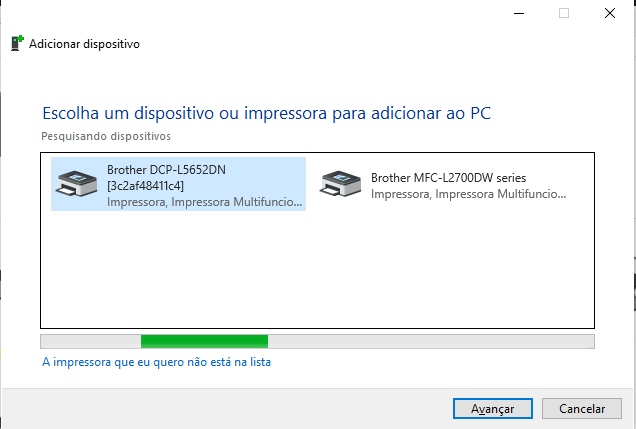 Adicionar dispositivo
Escolha um dispositivo ou impressora para adicionar ao PC
Pesquisando dispositivos
Brother DCP-L5652DN
[3c2af48411c4]
Impressora, Impressora Multifuncio...
Brother MFC-L2700DW series
Impressora, Impressora Multifuncio...
A impressora que eu quero não está na lista
Avançar
Cancelar